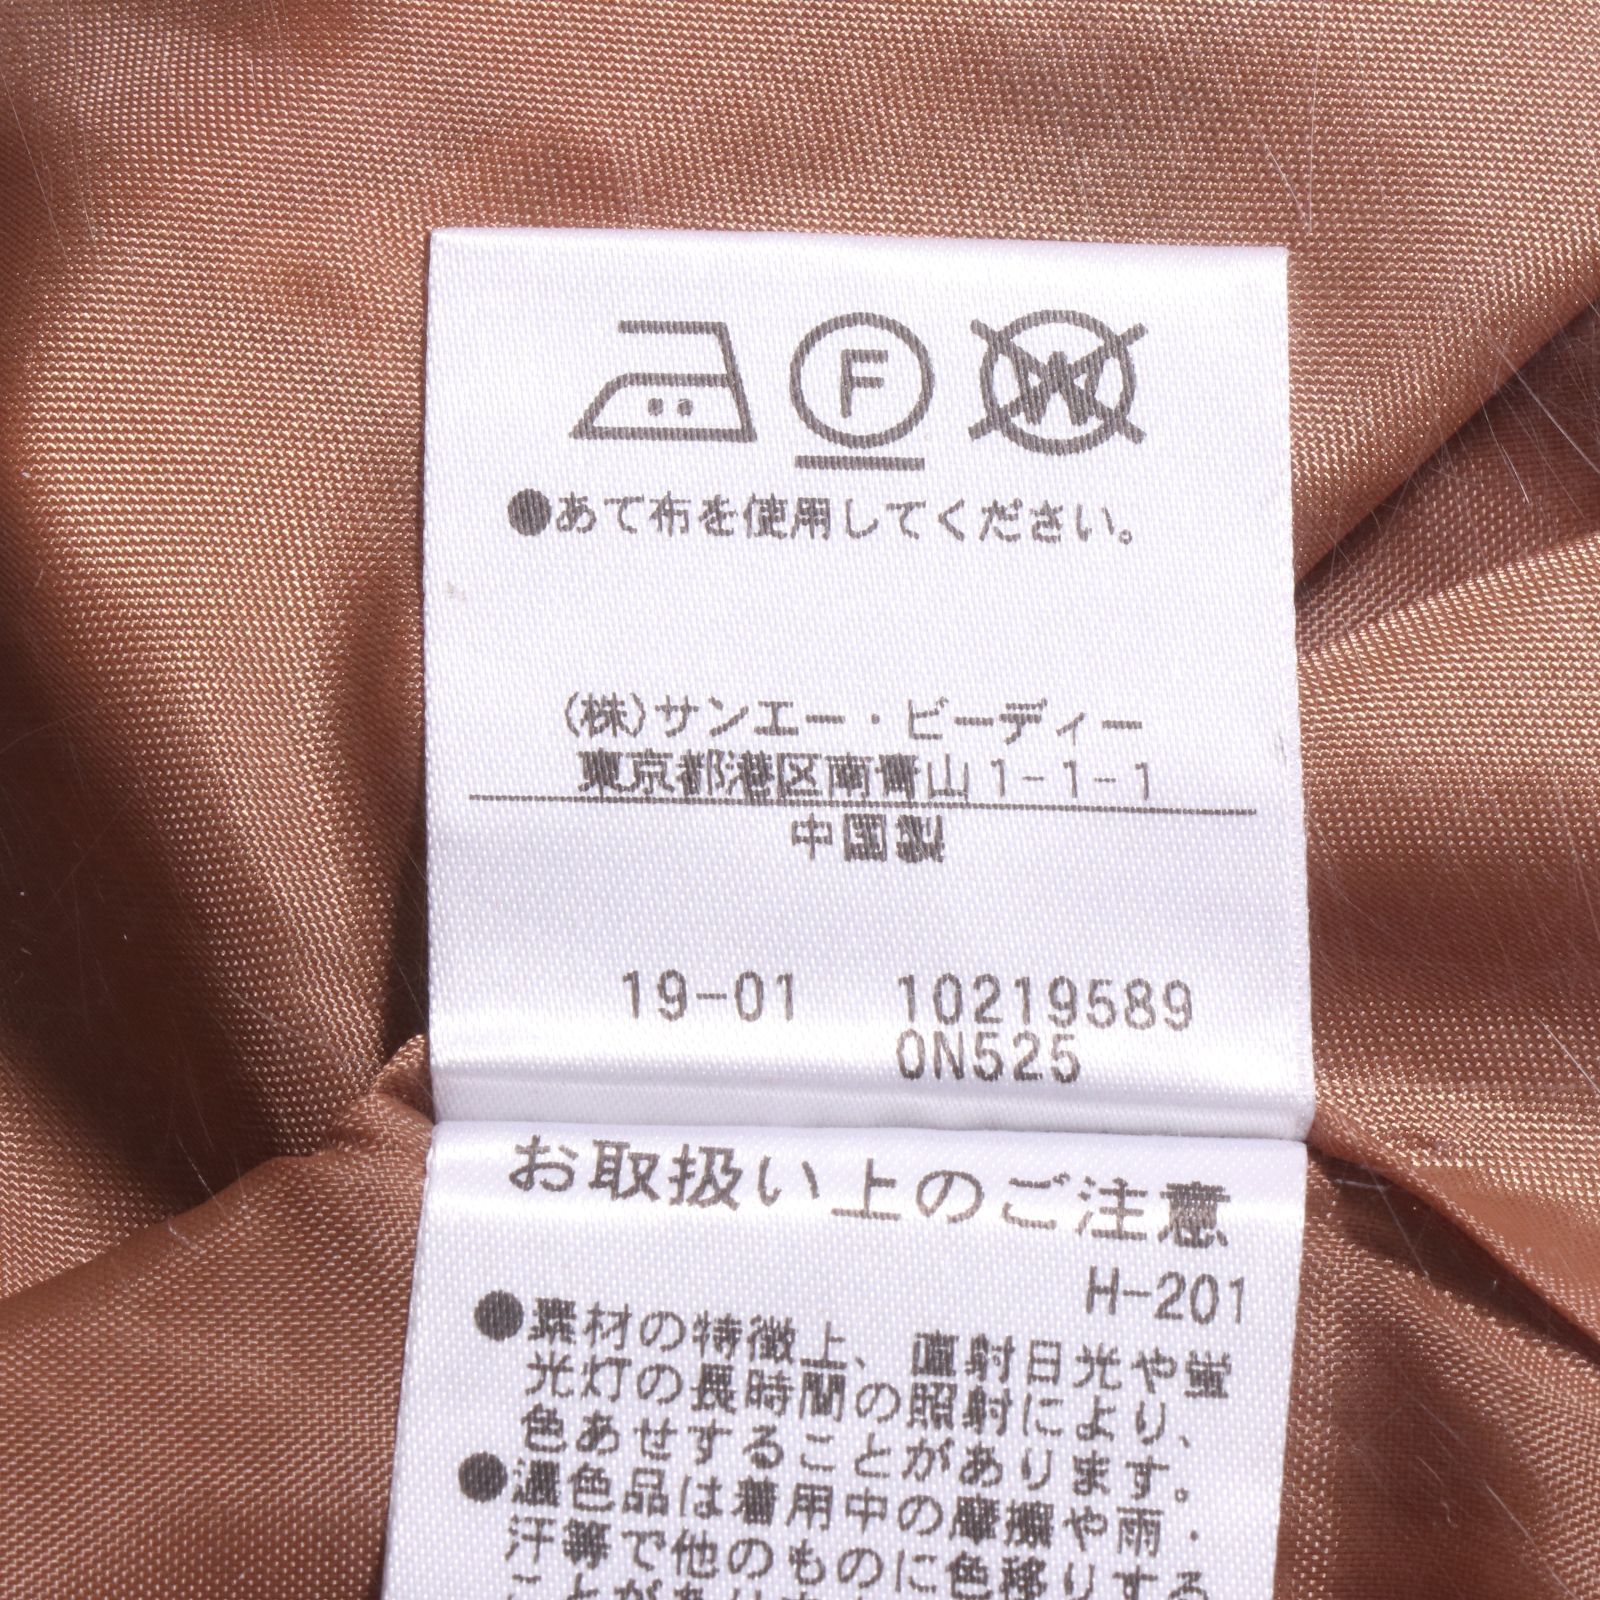 F
W
●あて布を使用してください。
(株)サンエー・ビーディー
東京都港区南青山1-1-1
中国製
19-01 10219589
0N525
お取扱い上のご注意
H-201
●素材の特徴上、直射日光や蛍
光灯の長時間の照射により、
色あせすることがあります。
●濃色品は着用中の摩擦や雨・
汗等で他のものに色移りする